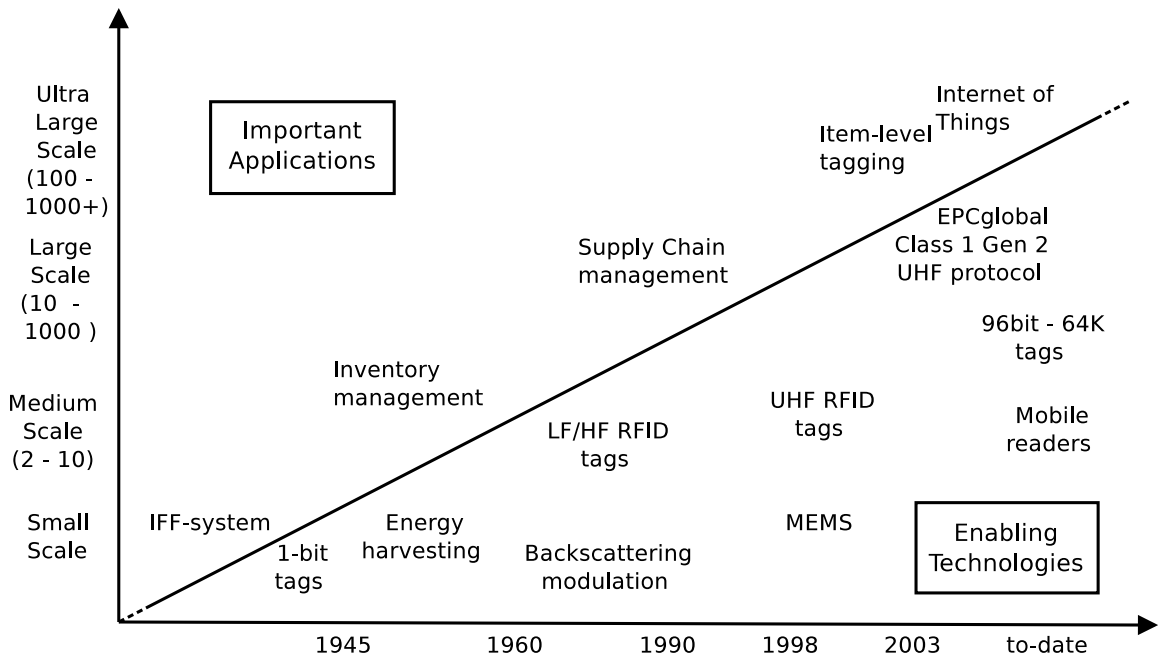 Ultra
Large
Scale
(100 -
1000+)
Large
Scale
(10 -
1000 )
Medium
Scale
(2 - 10)
Small
Scale
Important
Applications
Internet of
Things
Item-level
tagging
Supply Chain
management
Inventory
management
IFF-system
EPCglobal
Class 1 Gen 2
UHF protocol
96bit - 64K
tags
UHF RFID
tags
Mobile
readers
LF/HF RFID
tags
1-bit
tags
Energy
harvesting
Backscattering
modulation
MEMS
Enabling
Technologies
1945
1960
1990
1998
2003
to-date